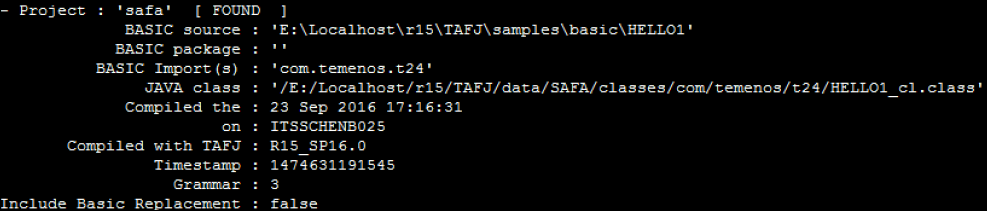 - Project : 'safa'  [ FOUND  ]
BASIC source : 'E:\Localhost\r15\TAFJ\samples\basic\HELLO1'
BASIC package : ''
BASIC Import(s) : 'com.temenos.t24'
JAVA class : '/E:/Localhost/r15/TAFJ/data/SAFA/classes/com/temenos/t24/HELLO1_cl.class'
Compiled the : 23 Sep 2016 17:16:31
on : ITSSCHENB025
Compiled with TAFJ : R15_SP16.0
Timestamp : 1474631191545
Grammar : 3
Include Basic Replacement : false